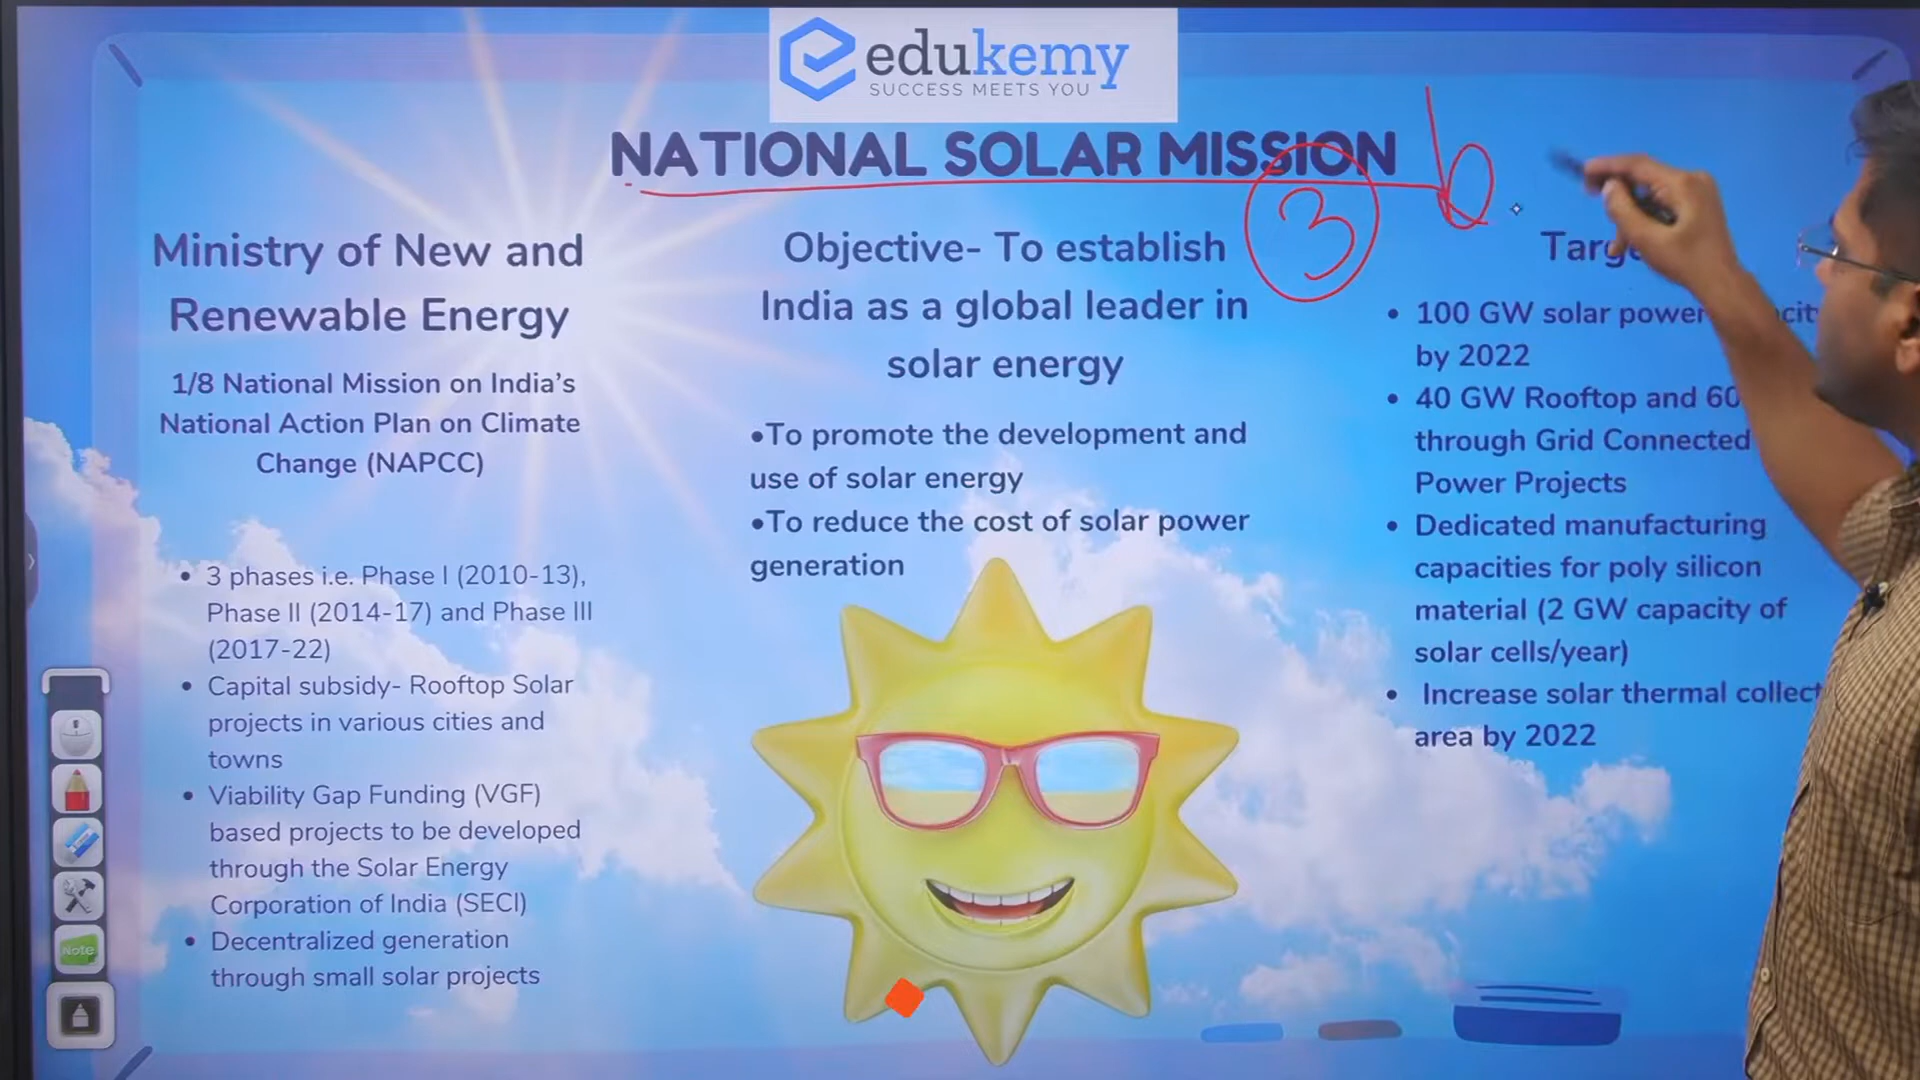 edukemy
SUCCESS MEETS YOU
NATIONAL SOLAR MISSION
3
b
Ministry of New and
Renewable Energy
1/8 National Mission on India's
National Action Plan on Climate
Change (NAPCC)
• 3 phases i.e. Phase I (2010-13),
Phase II (2014-17) and Phase III
(2017-22)
• Capital subsidy- Rooftop Solar
projects in various cities and
towns
• Viability Gap Funding (VGF)
based projects to be developed
through the Solar Energy
Corporation of India (SECI)
• Decentralized generation
through small solar projects
Objective- To establish
India as a global leader in
solar energy
•To promote the development and
use of solar energy
•To reduce the cost of solar power
generation
• 100 GW solar power
by 2022
• 40 GW Rooftop and 60
through Grid Connected
Power Projects
• Dedicated manufacturing
capacities for poly silicon
material (2 GW capacity of
solar cells/year)
• Increase solar thermal
area by 2022
Note